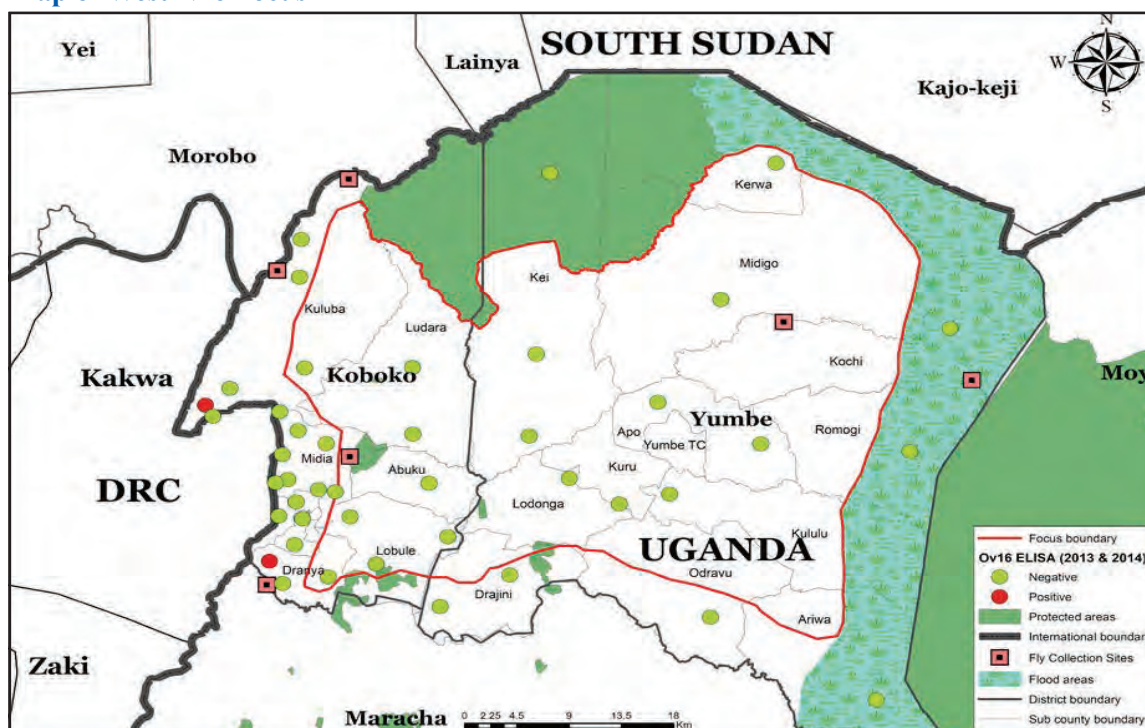 SOUTH SUDAN
N
W
E
S
Yei
Lainya
Kajo-keji
Morobo
Kerwa
Kei
Midigo
Kuluba
Ludara
Kochi
Kakwa
Koboko
Moy
Apo
Yumbe
Romogi
Yumbe TC
Midia
Abuku
Kuru
DRC
Lodonga
Kululu
UGANDA
Lobule
Dranya
Odravu
Drajini
Ariwa
Zaki
Maracha
0 2.25 4.5 9 13.5 18
Km
Focus boundary
Ov16 ELISA (2013 & 2014)
Negative
Positive
Protected areas
International boundar
Fly Collection Sites
Flood areas
District boundary
Sub county boundary